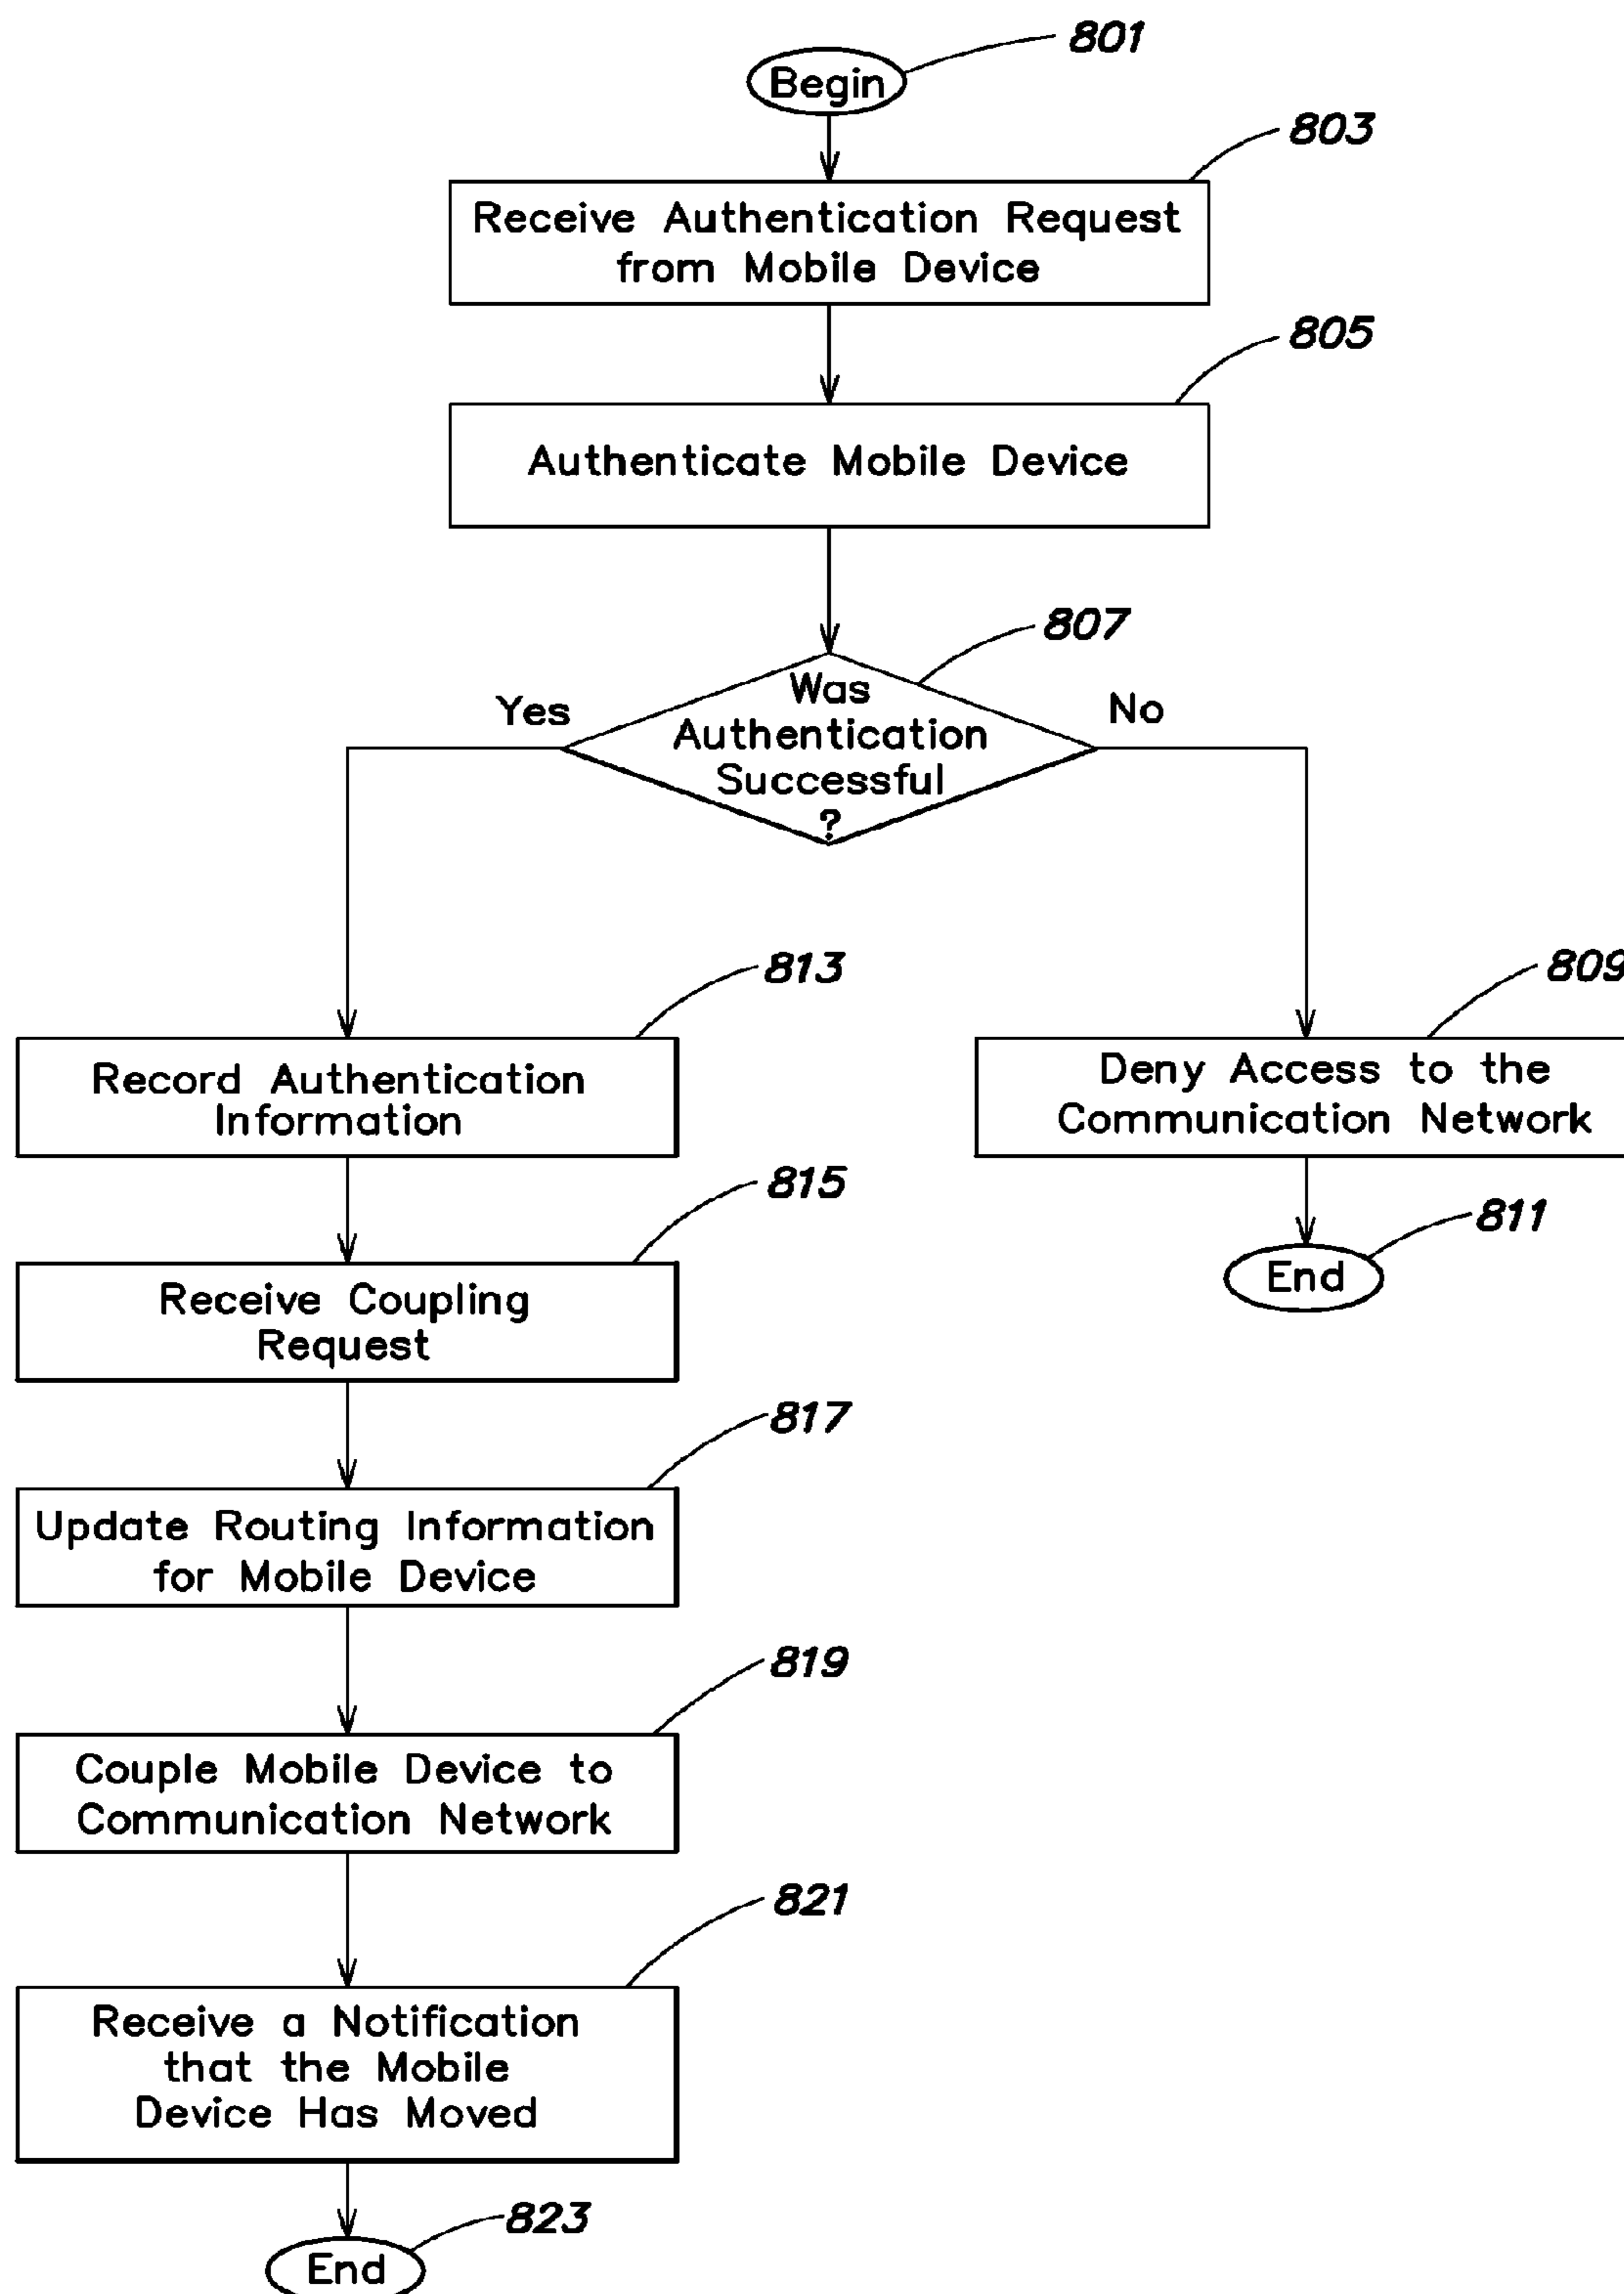 801
Begin
803
Receive Authentication Request
from Mobile Device
805
Authenticate Mobile Device
807
Was
Authentication
Successful
?
Yes
No
813
Record Authentication
Information
809
Deny Access to the
Communication Network
811
End
815
Receive Coupling
Request
817
Update Routing Information
for Mobile Device
819
Couple Mobile Device to
Communication Network
821
Receive a Notification
that the Mobile
Device Has Moved
823
End